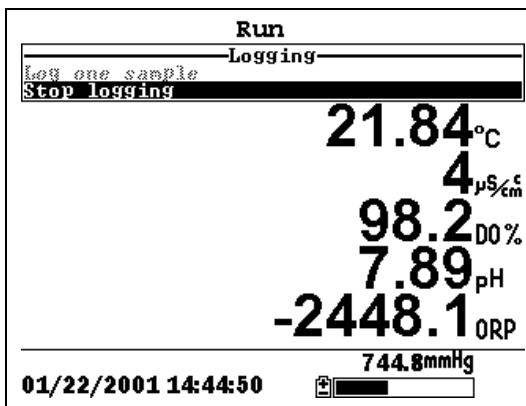 Run
Logging
Log one sample
Stop logging
21.84°C
4µS/cm c
98.2DO%
7.89pH
-2448.1ORP
744.8mmHg
01/22/2001 14:44:50